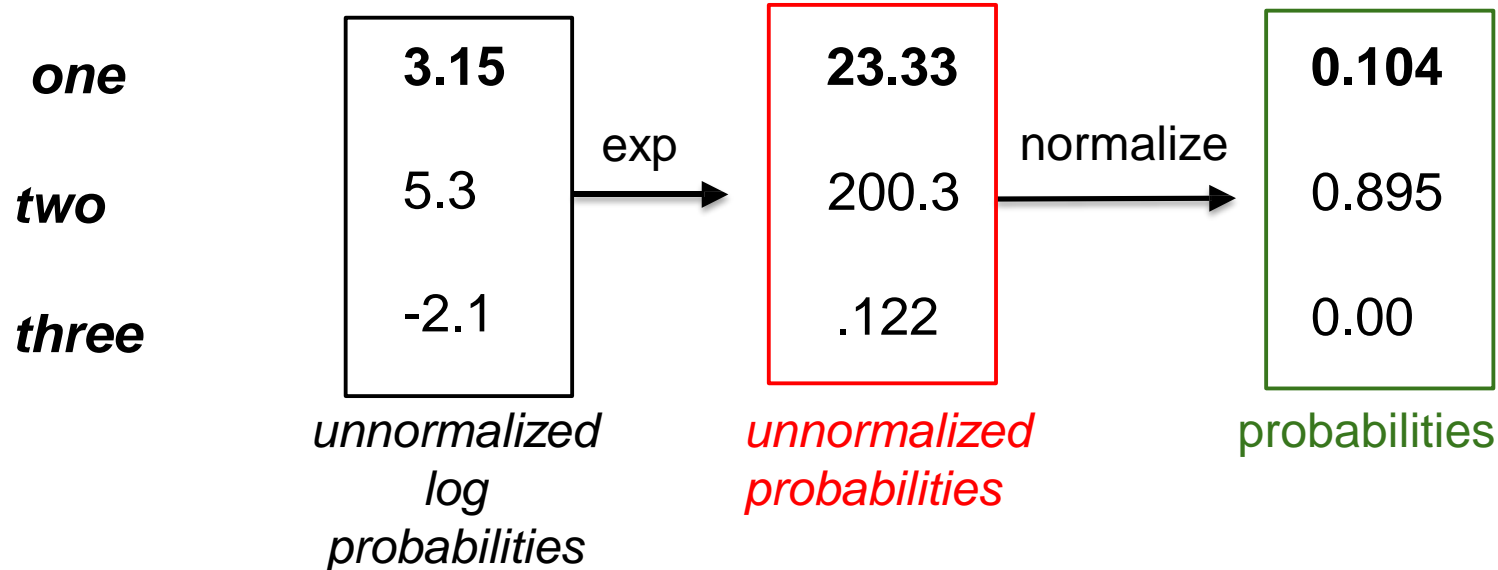 one 3.15 23.33 0.104
exp normalize
two 5.3 200.3 0.895
three -2.1 .122 0.00
unnormalized unnormalized probabilities
log probabilities
probabilities